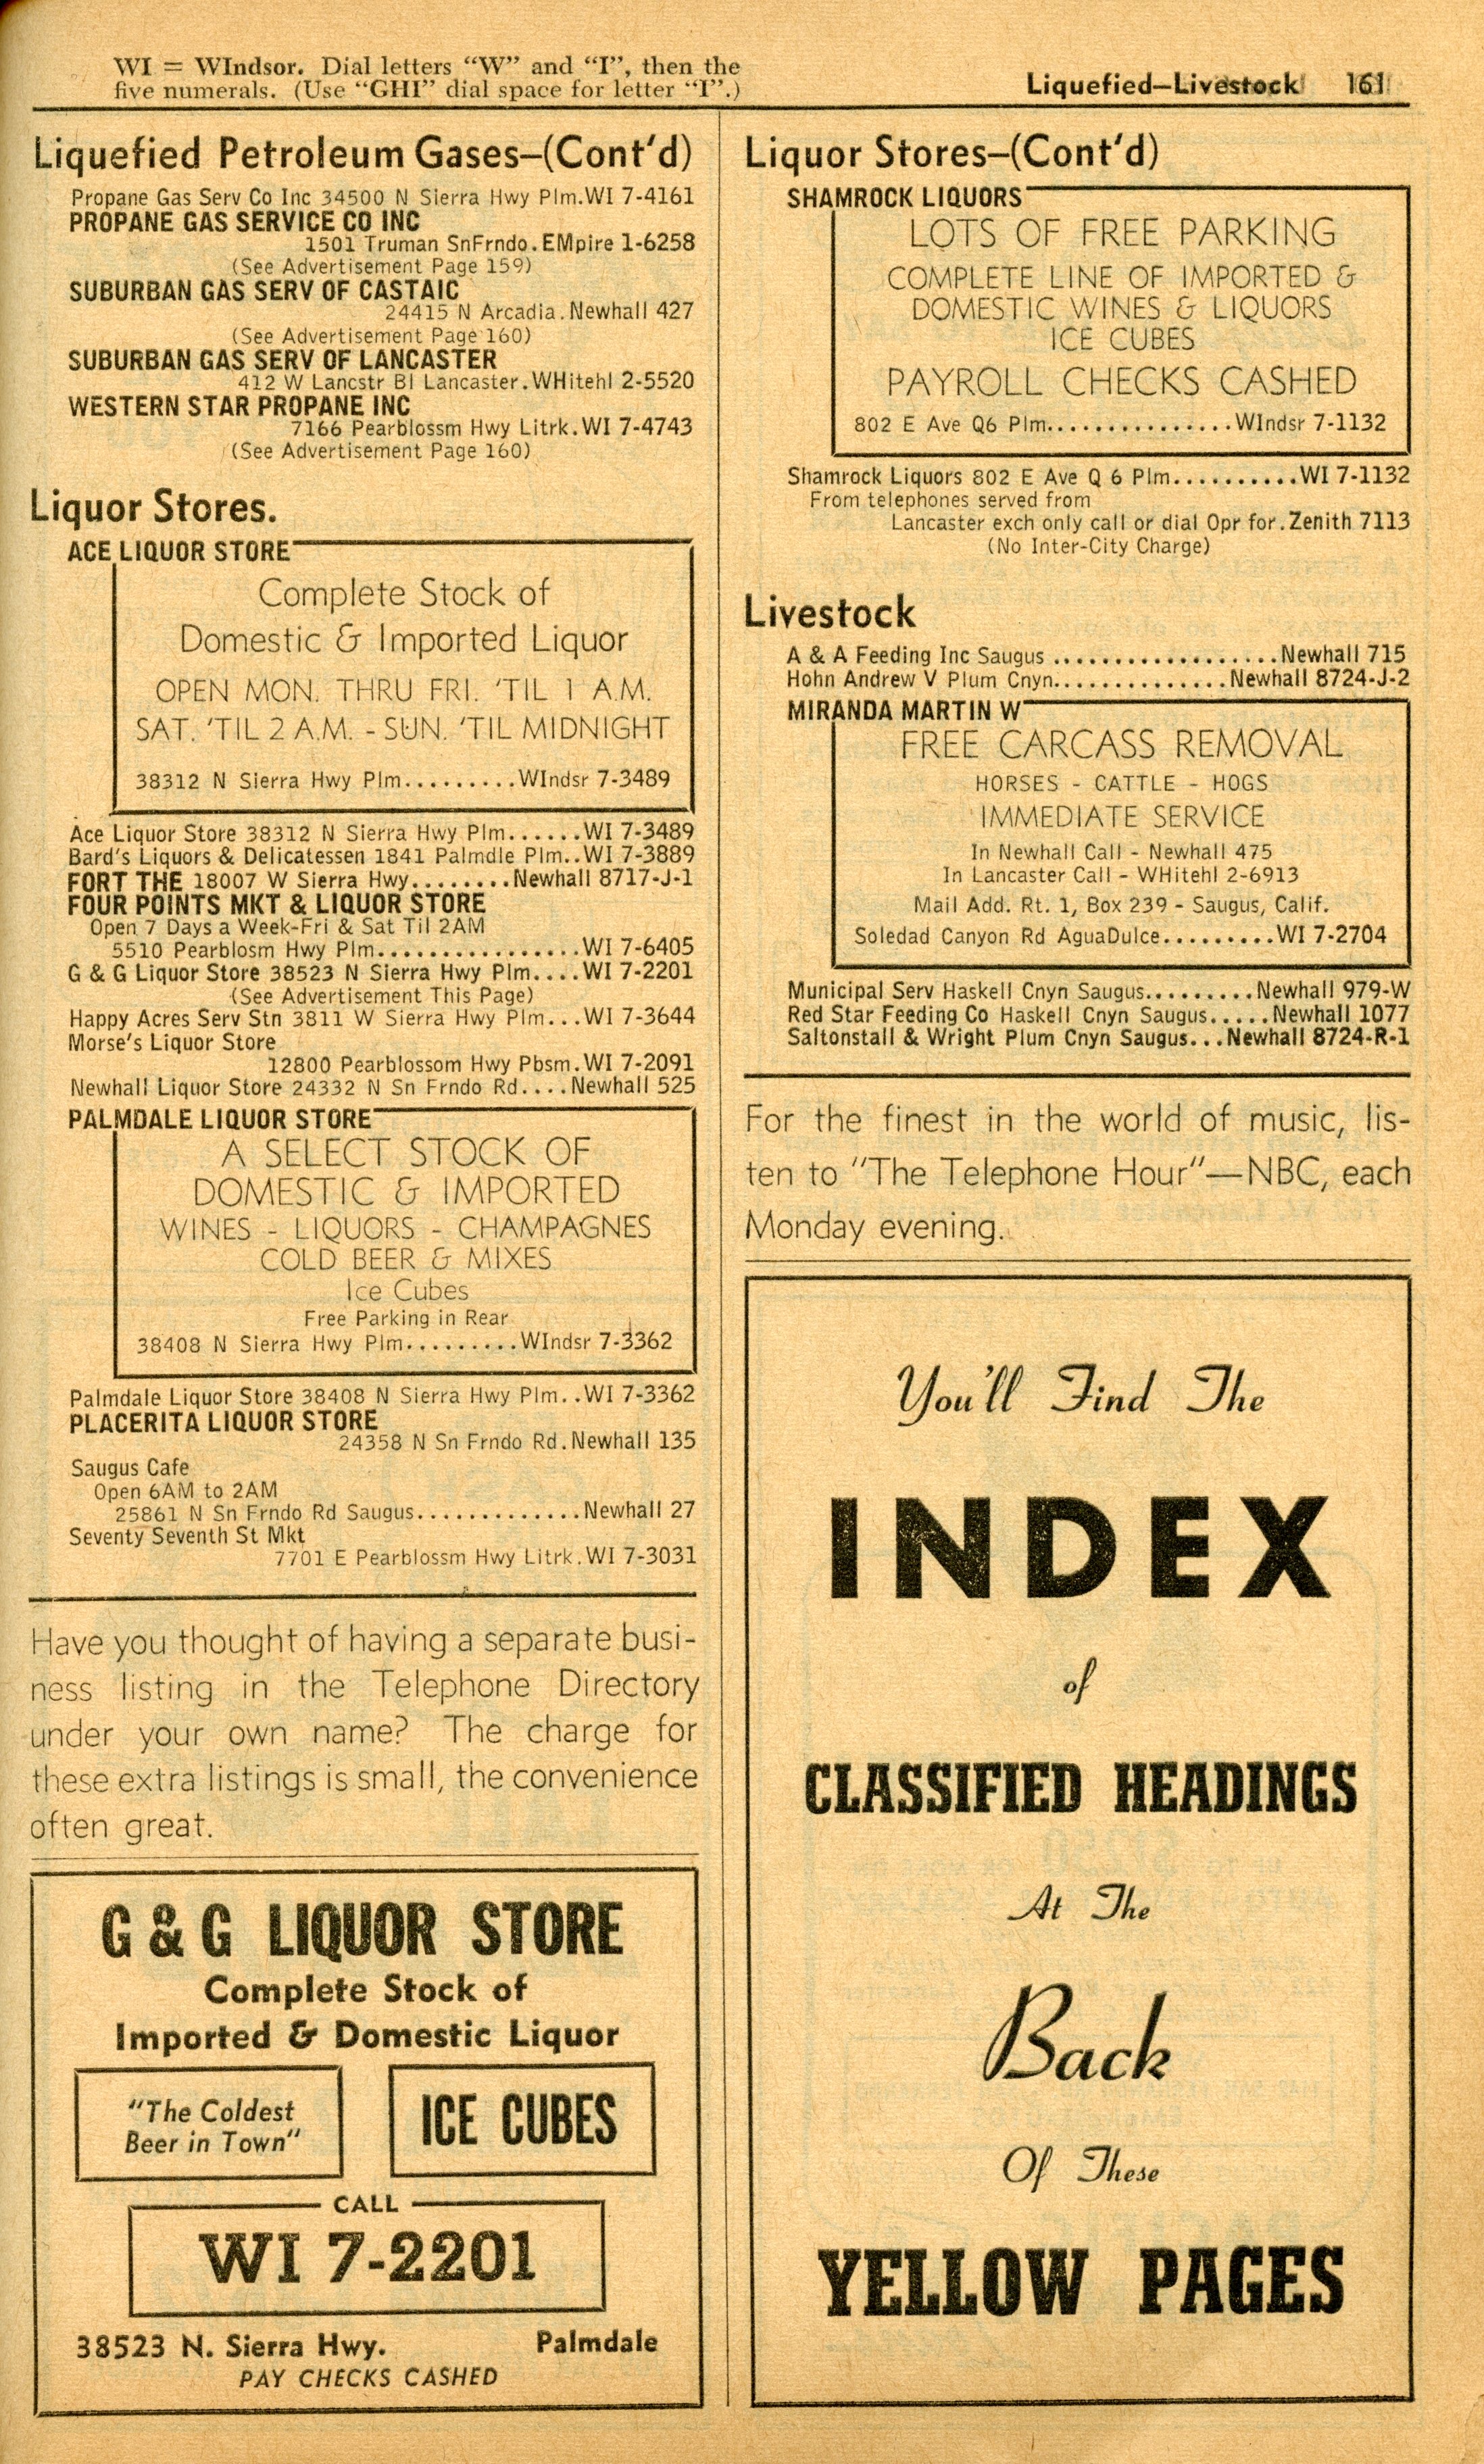 WI = WIndsor. Dial letters “W” and “I”, then the
five numerals. (Use “GHI” dial space for letter “I”.)
Liquefied—Livestock 161
Liquefied Petroleum Gases—(Cont’d)
Propane Gas Serv Co Inc 34500 N Sierra Hwy Plm.WI 7-4161
PROPANE GAS SERVICE CO INC
1501 Truman SnFrndo.EMpire 1-6258
(See Advertisement Page 159)
SUBURBAN GAS SERV OF CASTAIC
24415 N Arcadia.Newhall 427
(See Advertisement Page 160)
SUBURBAN GAS SERV OF LANCASTER
412 W Lancstr Bl Lancaster.WHitehl 2-5520
WESTERN STAR PROPANE INC
7166 Pearblossm Hwy Litrk.WI 7-4743
(See Advertisement Page 160)
Liquor Stores.
ACE LIQUOR STORE
Complete Stock of
Domestic & Imported Liquor
OPEN MON. THRU FRI. ‘TIL 1 A.M.
SAT. ‘TIL 2 A.M. - SUN. ‘TIL MIDNIGHT
38312 N Sierra Hwy Plm.........WIndsr 7-3489
Ace Liquor Store 38312 N Sierra Hwy Plm......WI 7-3489
Bard’s Liquors & Delicatessen 1841 Palmdle Plm..WI 7-3889
FORT THE 18007 W Sierra Hwy........Newhall 8717-J-1
FOUR POINTS MKT & LIQUOR STORE
Open 7 Days a Week-Fri & Sat Til 2AM
5510 Pearblosm Hwy Plm.................WI 7-6405
G & G Liquor Store 38523 N Sierra Hwy Plm....WI 7-2201
(See Advertisement This Page)
Happy Acres Serv Stn 3811 W Sierra Hwy Plm...WI 7-3644
Morse’s Liquor Store
12800 Pearblossom Hwy Pbsm.WI 7-2091
Newhall Liquor Store 24332 N Sn Frndo Rd....Newhall 525
PALMDALE LIQUOR STORE
A SELECT STOCK OF
DOMESTIC & IMPORTED
WINES - LIQUORS - CHAMPAGNES
COLD BEER & MIXES
Ice Cubes
Free Parking in Rear
38408 N Sierra Hwy Plm.........WIndsr 7-3362
Palmdale Liquor Store 38408 N Sierra Hwy Plm..WI 7-3362
PLACERITA LIQUOR STORE
24358 N Sn Frndo Rd.Newhall 135
Saugus Cafe
Open 6AM to 2AM
25861 N Sn Frndo Rd Saugus.............Newhall 27
Seventy Seventh St Mkt
7701 E Pearblossm Hwy Litrk.WI 7-3031
Have you thought of having a separate busi-
ness listing in the Telephone Directory
under your own name? The charge for
these extra listings is small, the convenience
often great.
G & G LIQUOR STORE
Complete Stock of
Imported & Domestic Liquor
“The Coldest
Beer in Town”
ICE CUBES
CALL
WI 7-2201
38523 N. Sierra Hwy. Palmdale
PAY CHECKS CASHED
Liquor Stores—(Cont’d)
SHAMROCK LIQUORS
LOTS OF FREE PARKING
COMPLETE LINE OF IMPORTED &
DOMESTIC WINES & LIQUORS
ICE CUBES
PAYROLL CHECKS CASHED
802 E Ave Q6 Plm...............WIndsr 7-1132
Shamrock Liquors 802 E Ave Q 6 Plm..........WI 7-1132
From telephones served from
Lancaster exch only call or dial Opr for.Zenith 7113
(No Inter-City Charge)
Livestock
A & A Feeding Inc Saugus ...................Newhall 715
Hohn Andrew V Plum Cnyn..............Newhall 8724-J-2
MIRANDA MARTIN W
FREE CARCASS REMOVAL
HORSES - CATTLE - HOGS
IMMEDIATE SERVICE
In Newhall Call - Newhall 475
In Lancaster Call - WHitehl 2-6913
Mail Add. Rt. 1, Box 239 - Saugus, Calif.
Soledad Canyon Rd AguaDulce.........WI 7-2704
Municipal Serv Haskell Cnyn Saugus.........Newhall 979-W
Red Star Feeding Co Haskell Cnyn Saugus.....Newhall 1077
Saltonstall & Wright Plum Cnyn Saugus...Newhall 8724-R-1
For the finest in the world of music, lis-
ten to “The Telephone Hour”—NBC, each
Monday evening.
You’ll Find The
INDEX
of
CLASSIFIED HEADINGS
At The
Back
Of These
YELLOW PAGES